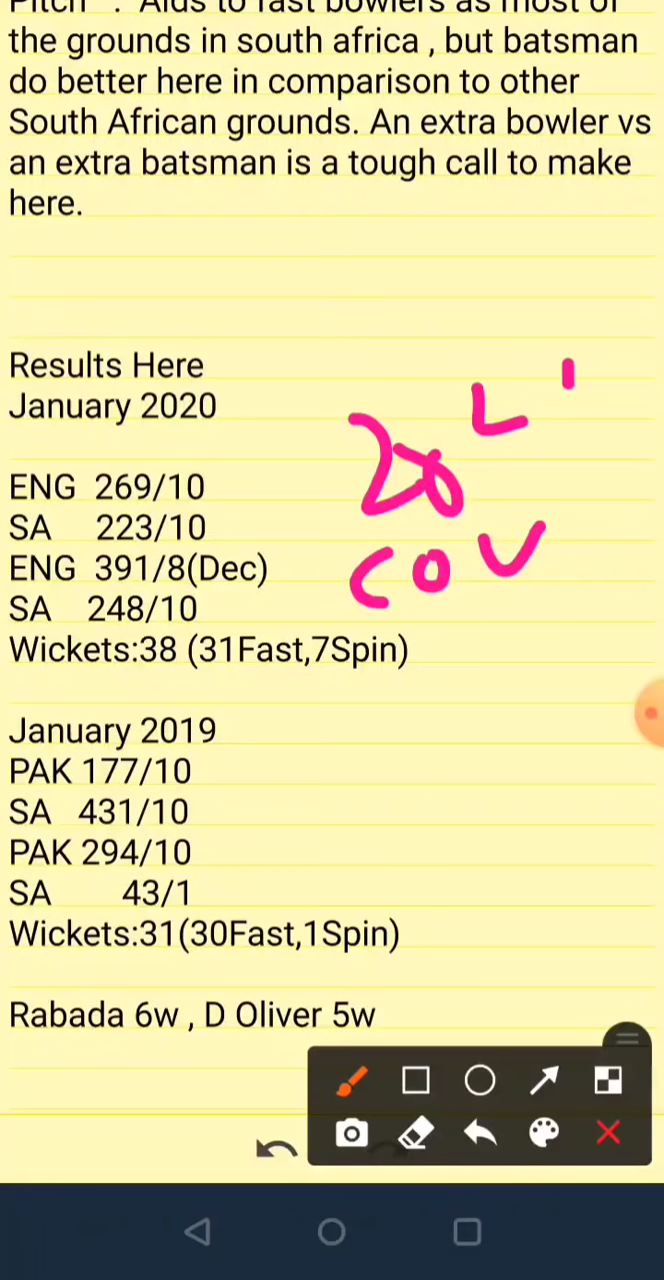 the grounds in south africa , but batsman
do better here in comparison to other
South African grounds. An extra bowler vs
an extra batsman is a tough call to make
here.
Results Here
January 2020
ENG 269/10
SA 223/10
ENG 391/8(Dec)
SA 248/10
Wickets:38 (31Fast,7Spin)
COV
January 2019
PAK 177/10
SA 431/10
PAK 294/10
SA 43/1
Wickets:31(30Fast,1Spin)
Rabada 6w , D Oliver 5w